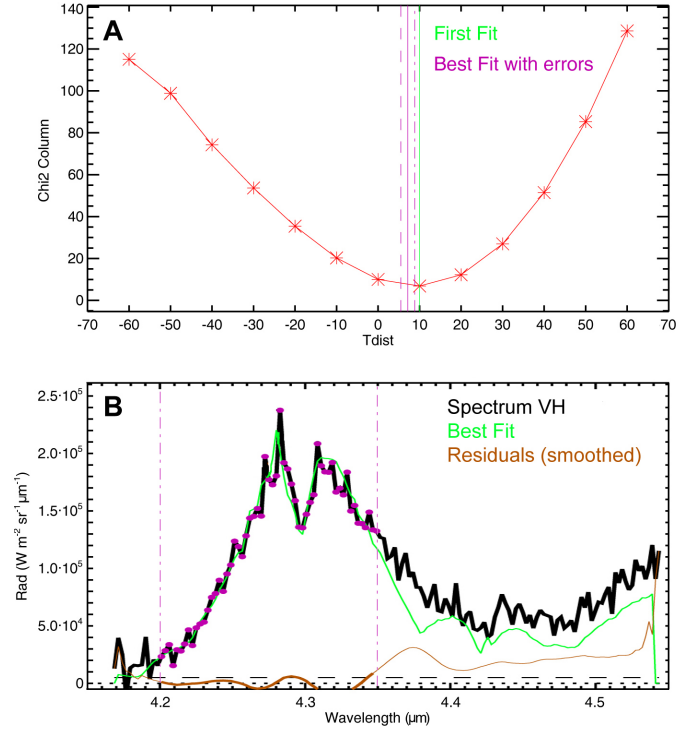 A
First Fit
Best Fit with errors
140
120
100
80
60
40
20
0
Chi2 Column
-70 -60 -50 -40 -30 -20 -10 0 10 20 30 40 50 60 70
Tdist
B
Spectrum VH
Best Fit
Residuals (smoothed)
2.5·10⁵
2.0·10⁵
1.5·10⁵
1.0·10⁵
5.0·10⁴
0
Rad (W m⁻² sr⁻¹ μm⁻¹)
4.2 4.3 4.4 4.5
Wavelength (μm)